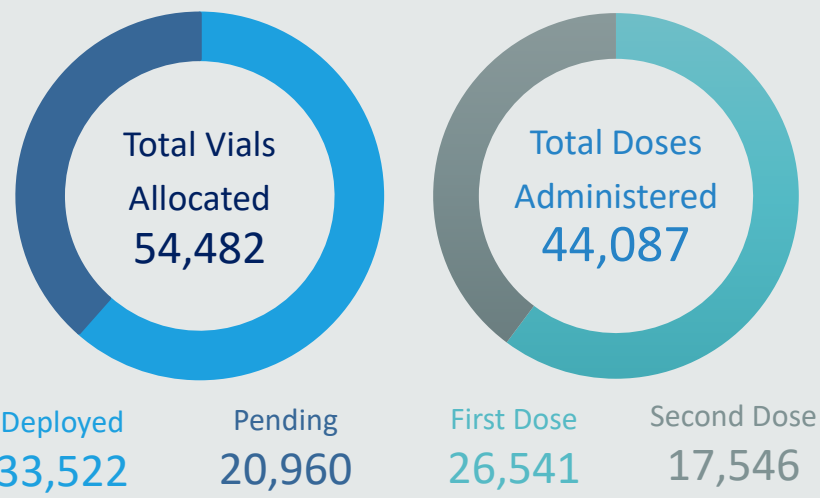 Total Vials
Allocated
54,482
Total Doses
Administered
44,087
Deployed
33,522
Pending
20,960
First Dose
26,541
Second Dose
17,546